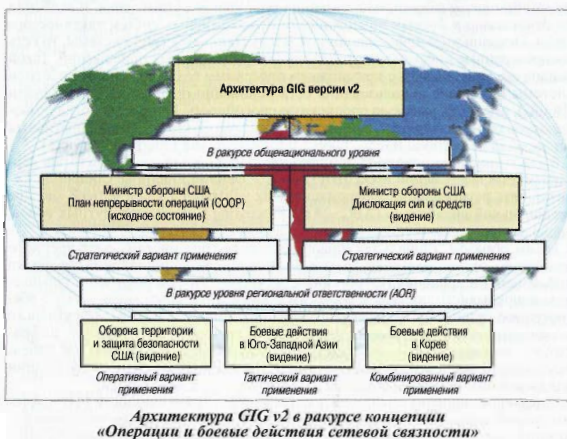 Архитектура GIG версии v2
В ракурсе общенационального уровня
Министр обороны США
План непрерывности операций (COOP)
(исходное состояние)
Министр обороны США
Дислокация сил и средств
(видение)
Стратегический вариант применения
Стратегический вариант применения
В ракурсе уровня региональной ответственности (AOR)
Оборона территории
и защита безопасности
США (видение)
Боевые действия
в Юго-Западной Азии
(видение)
Боевые действия
в Корее
(видение)
Оперативный вариант
применения
Тактический вариант
применения
Комбинированный вариант
применения
Архитектура GIG v2 в ракурсе концепции
«Операции и боевые действия сетевой связности»